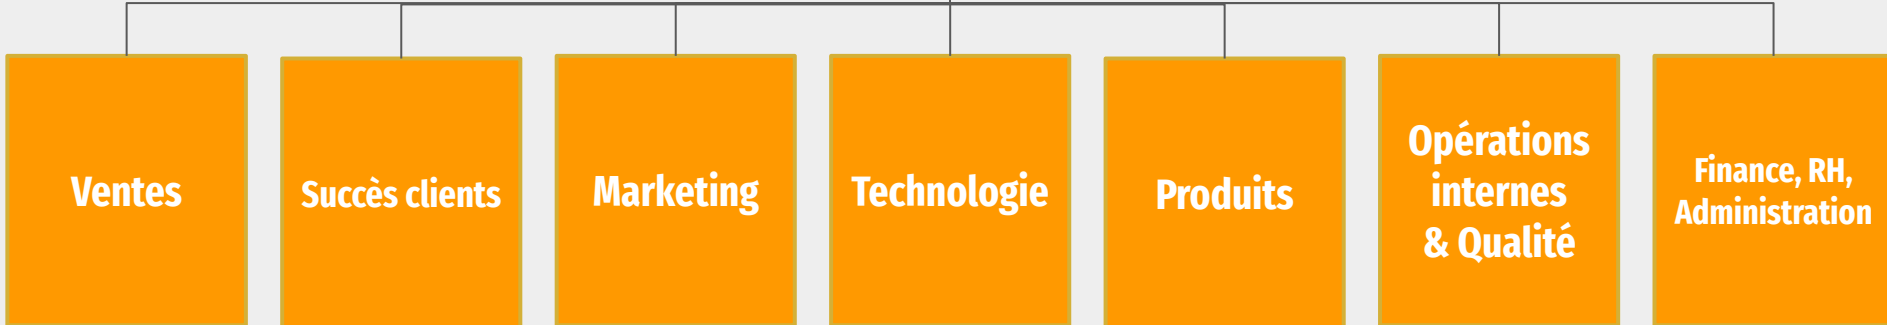 Ventes
Succès clients
Marketing
Technologie
Produits
Opérations
internes
& Qualité
Finance, RH,
Administration